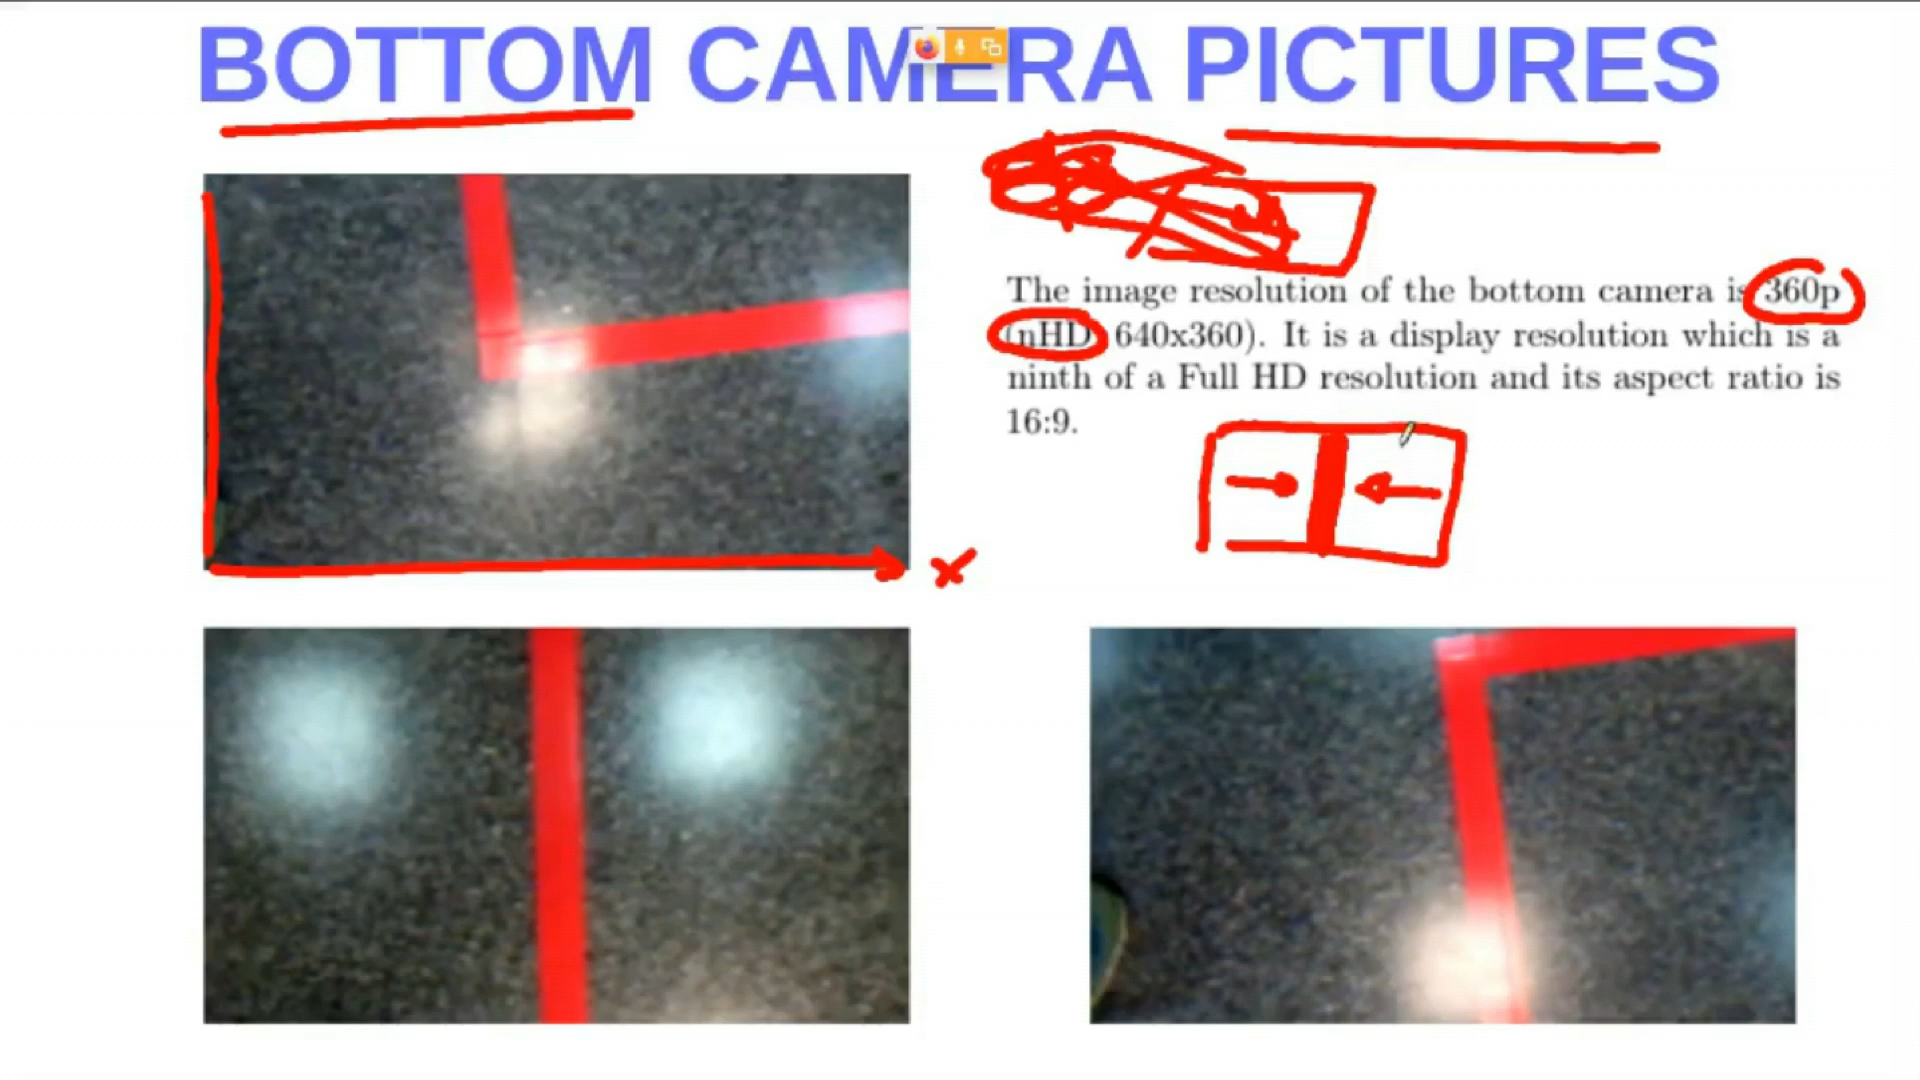 BOTTOM CAMERA PICTURES
The image resolution of the bottom camera is 360p
(nHD, 640x360). It is a display resolution which is a
ninth of a Full HD resolution and its aspect ratio is
16:9.
x